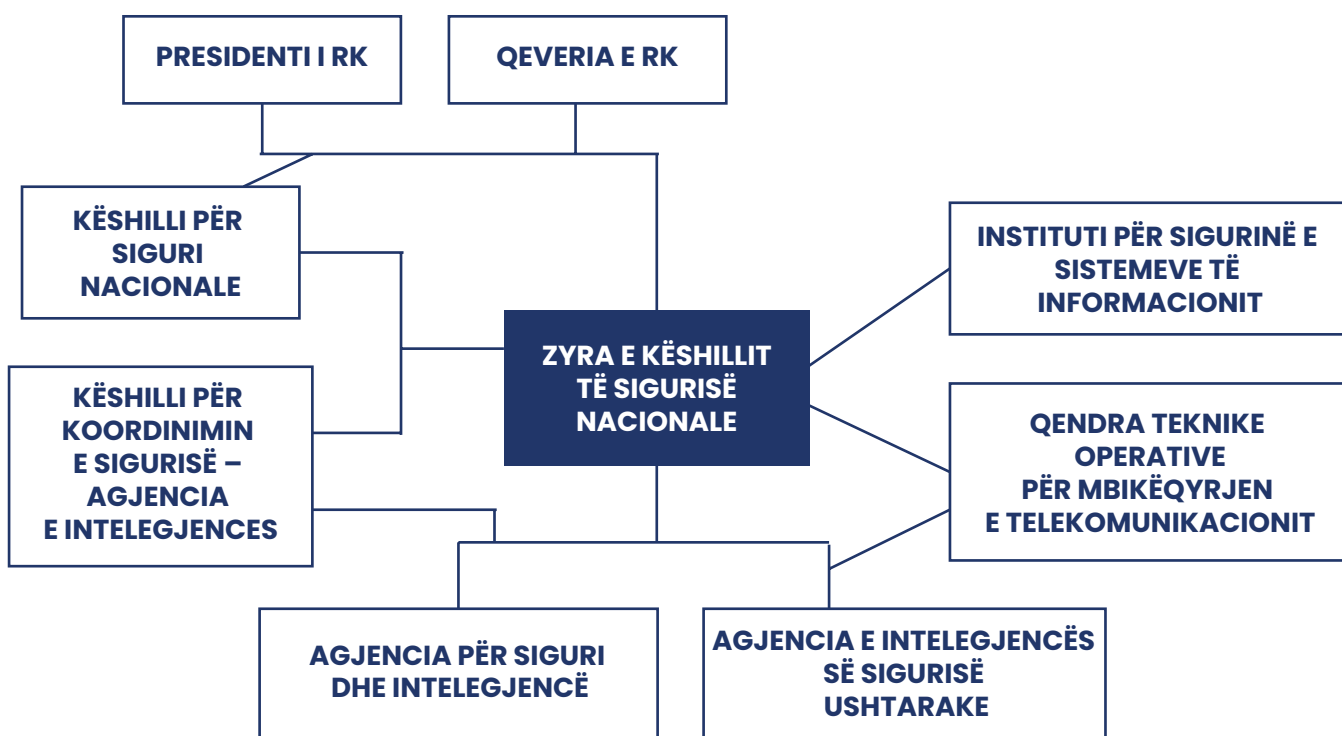 PRESIDENTI I RK
QEVERIA E RK
KËSHILLI PËR
SIGURI
NACIONALE
INSTITUTI PËR SIGURINË E
SISTEMEVE TË
INFORMACIONIT
ZYRA E KËSHILLIT
TË SIGURISË
NACIONALE
KËSHILLI PËR
KOORDINIMIN
E SIGURISË –
AGJENCIA
E INTELEGJENCES
QENDRA TEKNIKE
OPERATIVE
PËR MBIKËQYRJEN
E TELEKOMUNIKACIONIT
AGJENCIA PËR SIGURI
DHE INTELEGJENCË
AGJENCIA E INTELEGJENCËS
SË SIGURISË
USHTARAKE